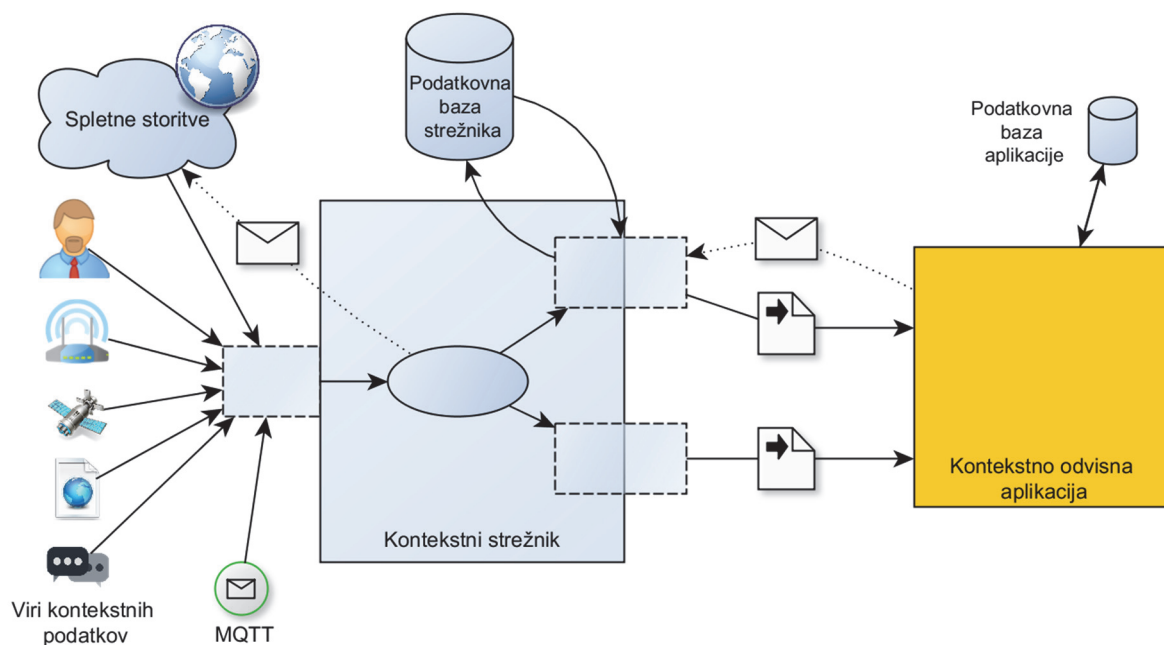 Spletne storitve
Podatkovna
baza
strežnika
Podatkovna
baza
aplikacije
Kontekstno odvisna
aplikacija
Kontekstni strežnik
Viri kontekstnih
podatkov
MQTT